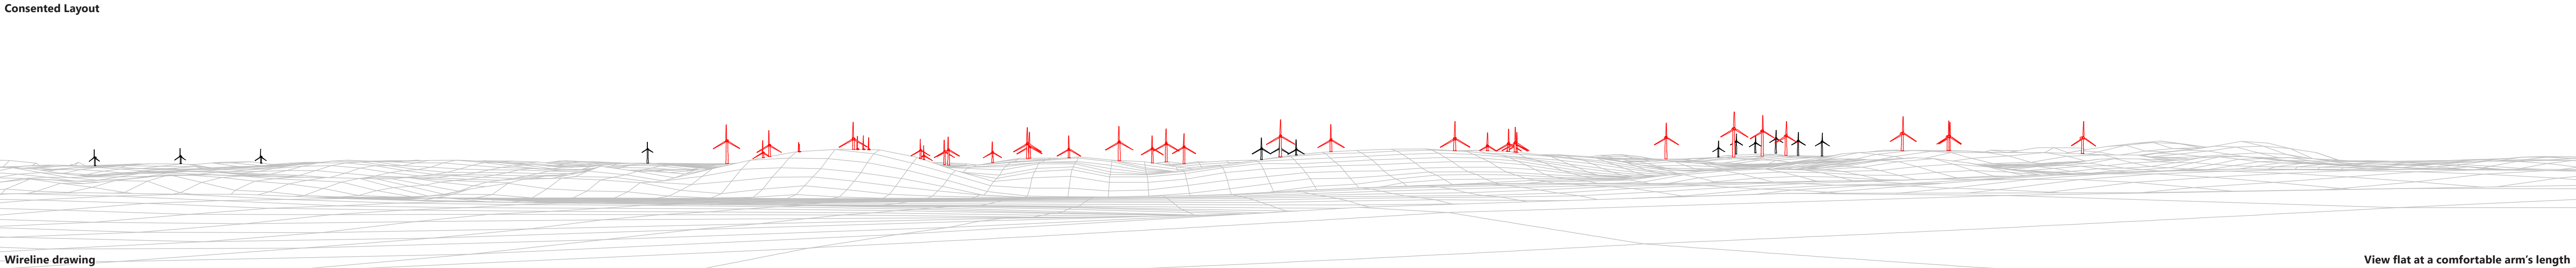 Consented Layout
Wireline drawing
View flat at a comfortable arm's length